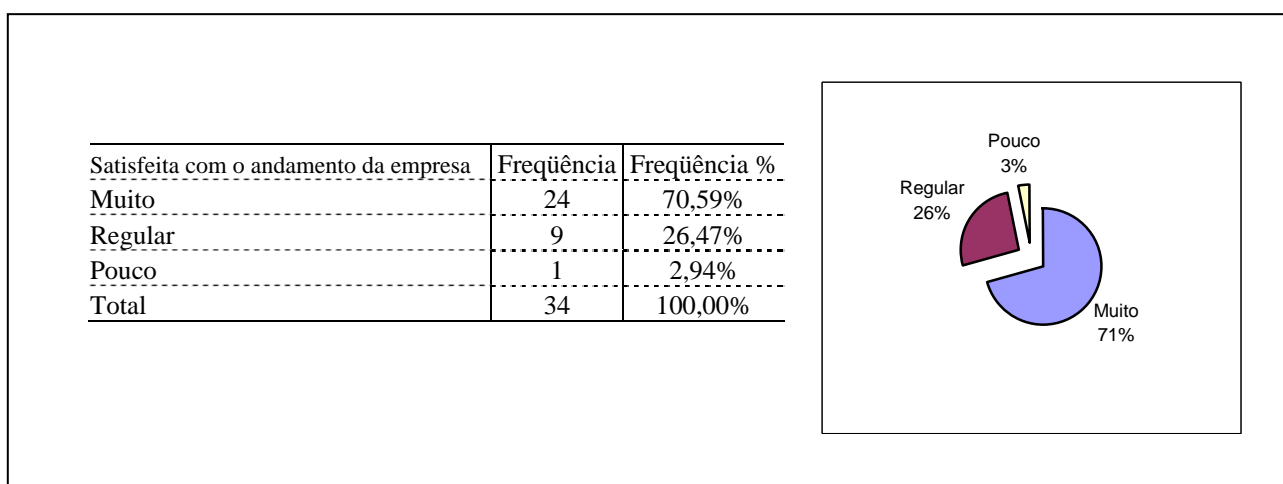 Satisfeita com o andamento da empresa Freqüência Freqüência %
Muito 24 70,59%
Regular 9 26,47%
Pouco 1 2,94%
Total 34 100,00%
Pouco
3%
Regular
26%
Muito
71%